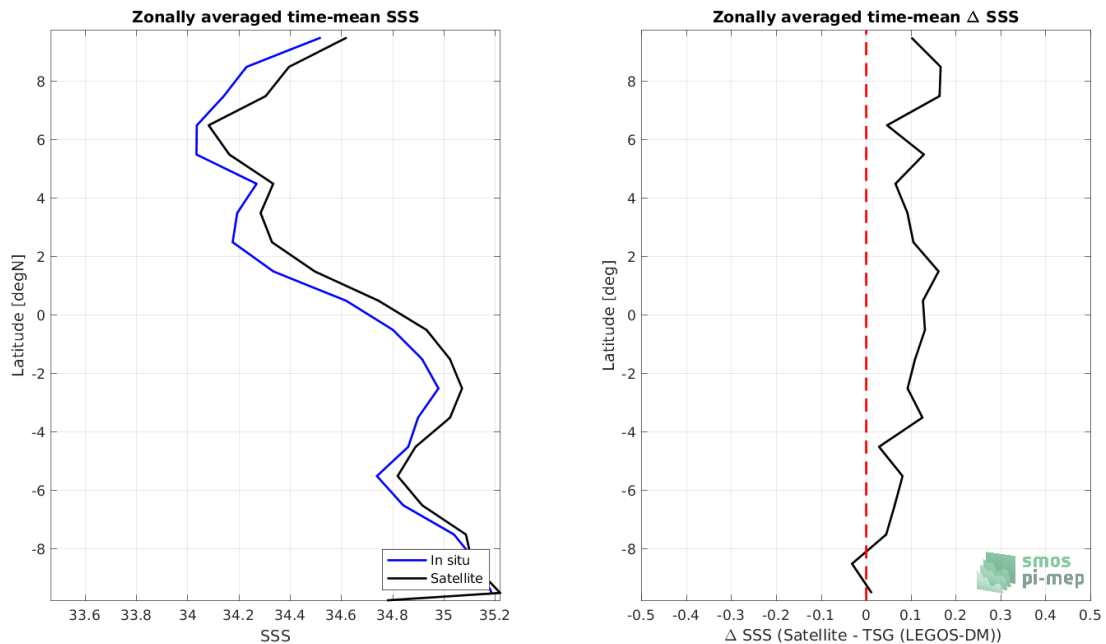 Zonally averaged time-mean SSS
Latitude [degN]
8
6
4
2
0
-2
-4
-6
-8
33.6 33.8 34 34.2 34.4 34.6 34.8 35 35.2
SSS
In situ
Satellite
Zonally averaged time-mean Δ SSS
Latitude [deg]
8
6
4
2
0
-2
-4
-6
-8
-0.5 -0.4 -0.3 -0.2 -0.1 0 0.1 0.2 0.3 0.4 0.5
Δ SSS (Satellite - TSG (LEGOS-DM))
smos
pi-mep